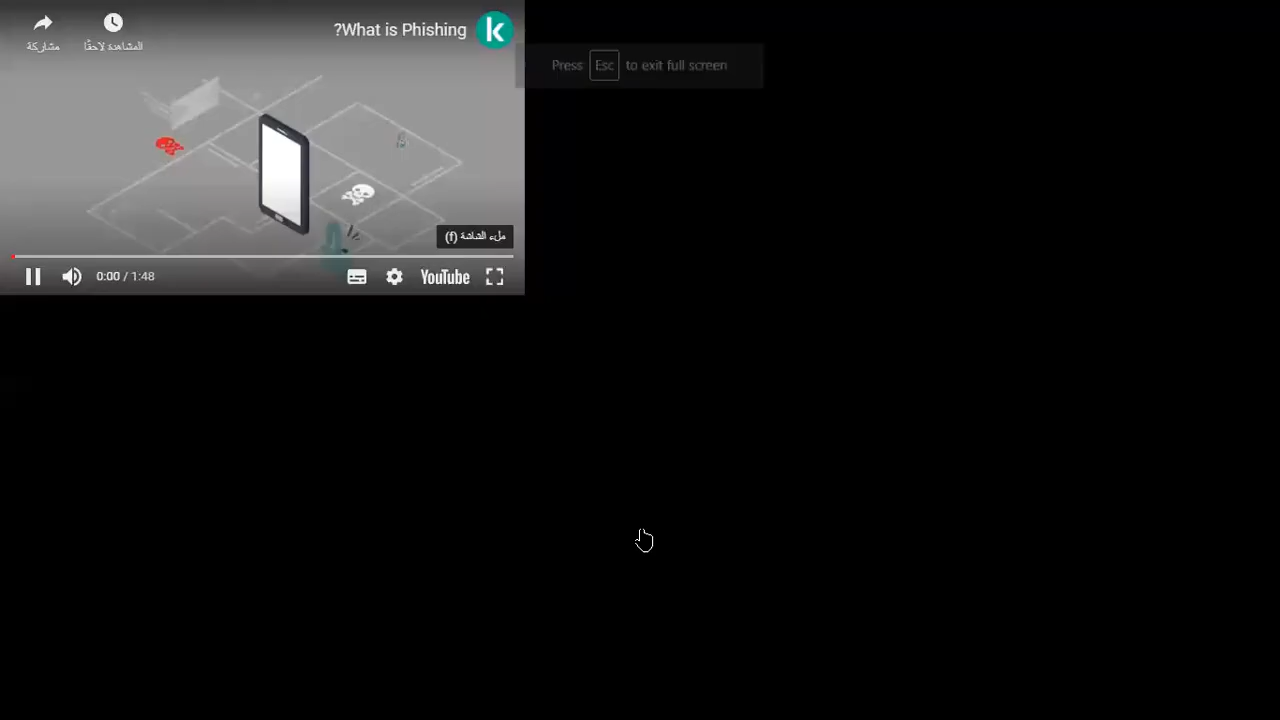 ?What is Phishing
المشاهدة لاحقًا
مشاركة
Press Esc to exit full screen
ملء الشاشة (f)
0:00 / 1:48
YouTube